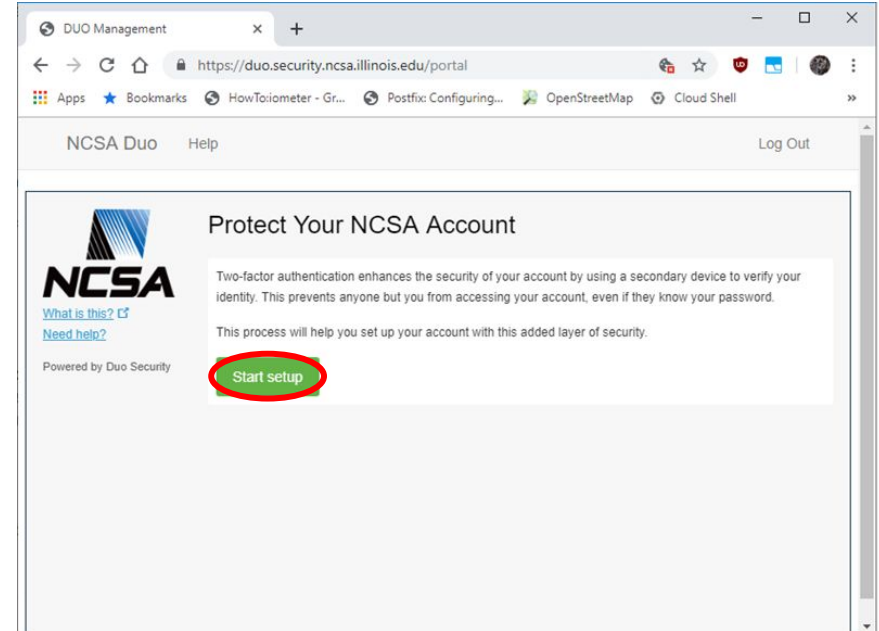 DUO Management
https://duo.security.ncsa.illinois.edu/portal
Apps Bookmarks HowTo:iometer - Gr... Postfix: Configuring... OpenStreetMap Cloud Shell »
NCSA Duo Help Log Out
NCSA
What is this?
Need help?
Powered by Duo Security
Protect Your NCSA Account
Two-factor authentication enhances the security of your account by using a secondary device to verify your
identity. This prevents anyone but you from accessing your account, even if they know your password.
This process will help you set up your account with this added layer of security.
Start setup